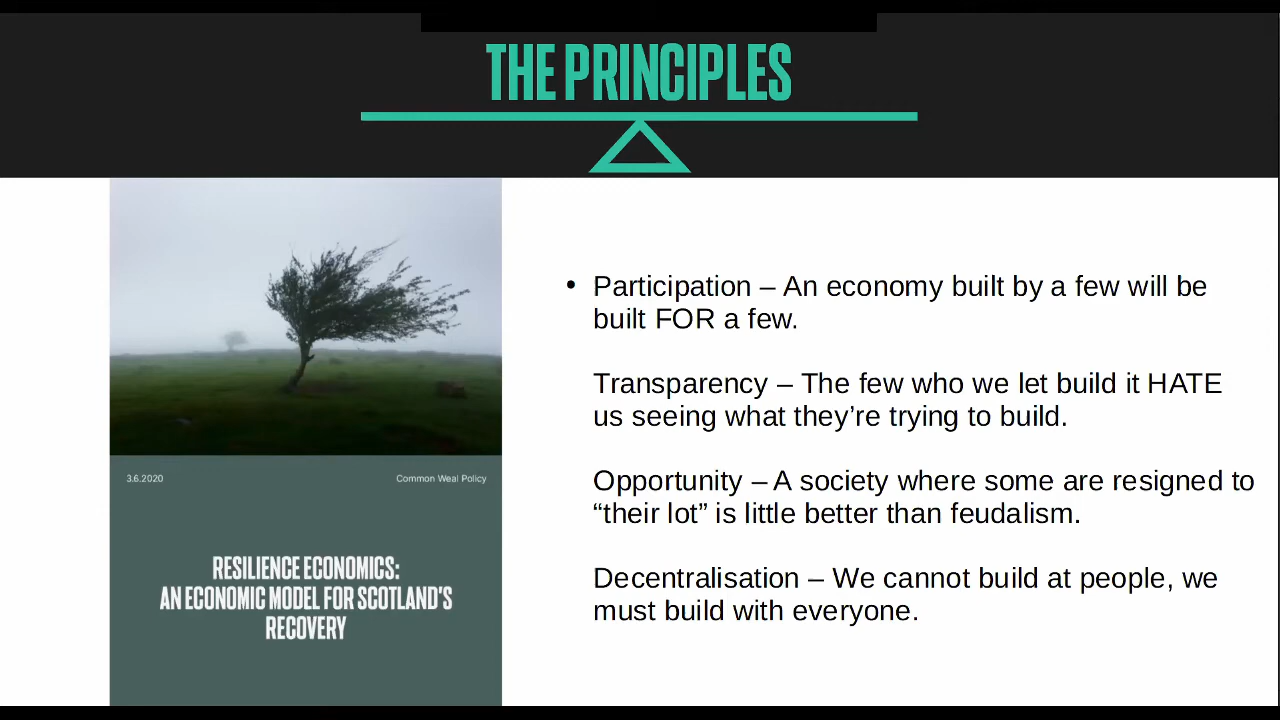 THE PRINCIPLES
3.6.2020 Common Weal Policy
RESILIENCE ECONOMICS:
AN ECONOMIC MODEL FOR SCOTLAND'S
RECOVERY
• Participation – An economy built by a few will be
built FOR a few.
Transparency – The few who we let build it HATE
us seeing what they’re trying to build.
Opportunity – A society where some are resigned to
“their lot” is little better than feudalism.
Decentralisation – We cannot build at people, we
must build with everyone.